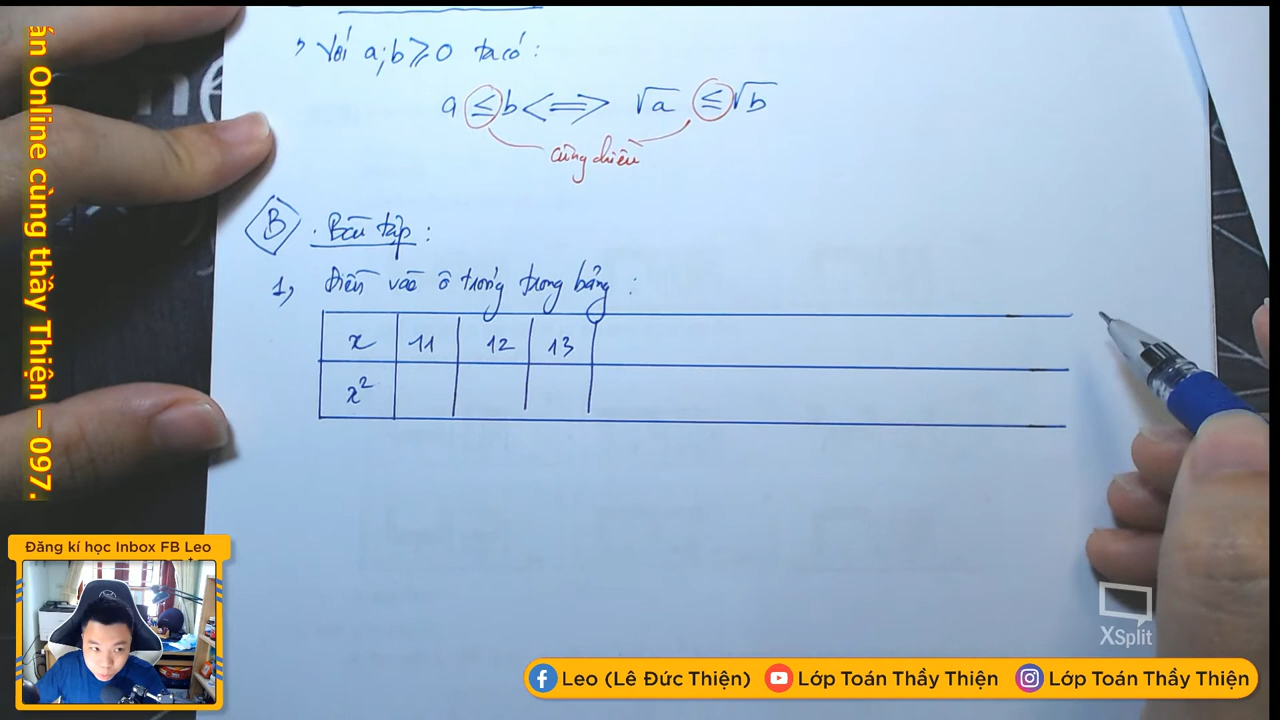 án Online cùng thầy Thiện – 097.
Với a;b ≥ 0 ta có :
a ≤ b <=> √a ≤ √b
cùng chiều
B . Bài tập :
1, Điền vào ô trống trong bảng :
x 11 12 13
x²
Đăng kí học Inbox FB Leo
XSplit
Leo (Lê Đức Thiện) Lớp Toán Thầy Thiện Lớp Toán Thầy Thiện